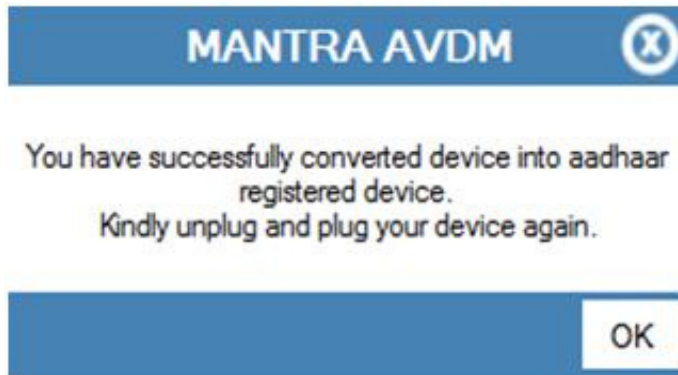 MANTRA AVDM
You have successfully converted device into aadhaar
registered device.
Kindly unplug and plug your device again.
OK